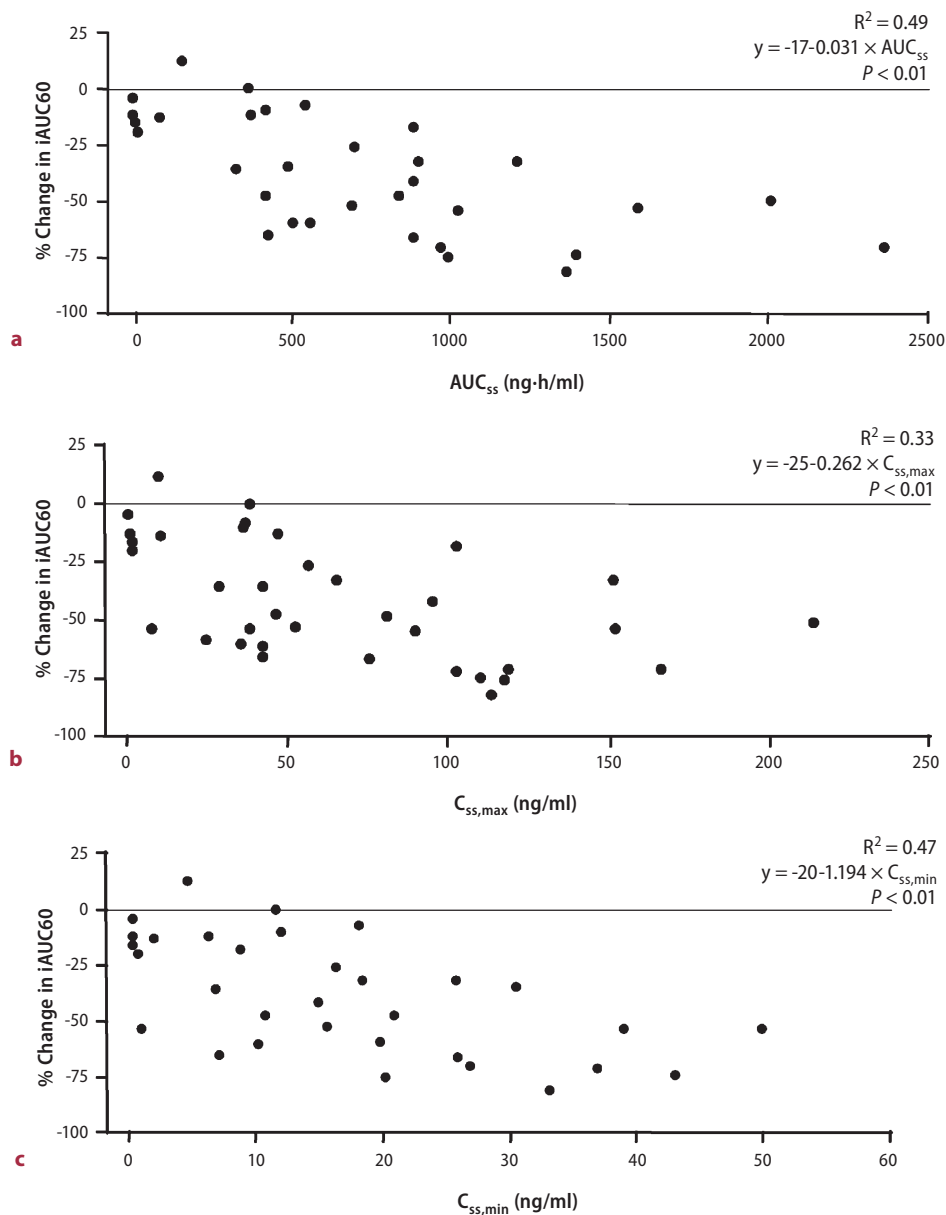 R² = 0.49
y = -17-0.031 × AUCss
P < 0.01
25
0
-25
-50
-75
-100
% Change in iAUC60
0 500 1000 1500 2000 2500
a
AUCss (ng·h/ml)
R² = 0.33
y = -25-0.262 × Css,max
P < 0.01
25
0
-25
-50
-75
-100
% Change in iAUC60
0 50 100 150 200 250
b
Css,max (ng/ml)
R² = 0.47
y = -20-1.194 × Css,min
P < 0.01
25
0
-25
-50
-75
-100
% Change in iAUC60
0 10 20 30 40 50 60
c
Css,min (ng/ml)